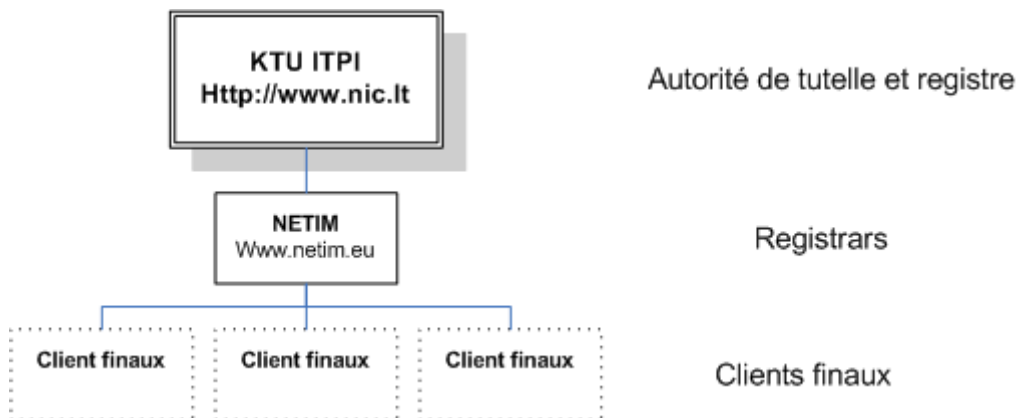 KTU ITPI
Http://www.nic.lt
Autorité de tutelle et registre
NETIM
Www.netim.eu
Registrars
Client finaux
Client finaux
Client finaux
Clients finaux